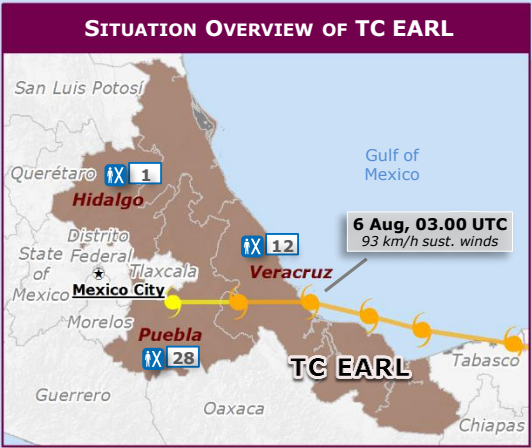 SITUATION OVERVIEW OF TC EARL
San Luis Potosí
Gulf of
Mexico
Querétaro
1
Hidalgo
6 Aug, 03.00 UTC
93 km/h sust. winds
Distrito
Federal
12
State
of
Mexico
Tlaxcala
Veracruz
Mexico City
Morelos
Puebla
28
TC EARL
Tabasco
Guerrero
Oaxaca
Chiapas